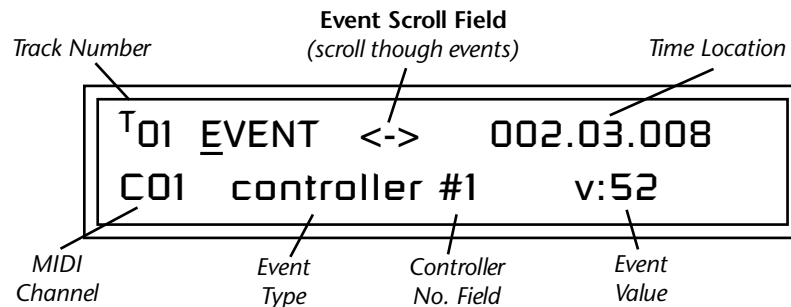 Event Scroll Field
Track Number (scroll though events) Time Location
T01 EVENT <-> 002.03.008
C01 controller #1 v:52
MIDI Channel
Event Type
Controller No. Field
Event Value